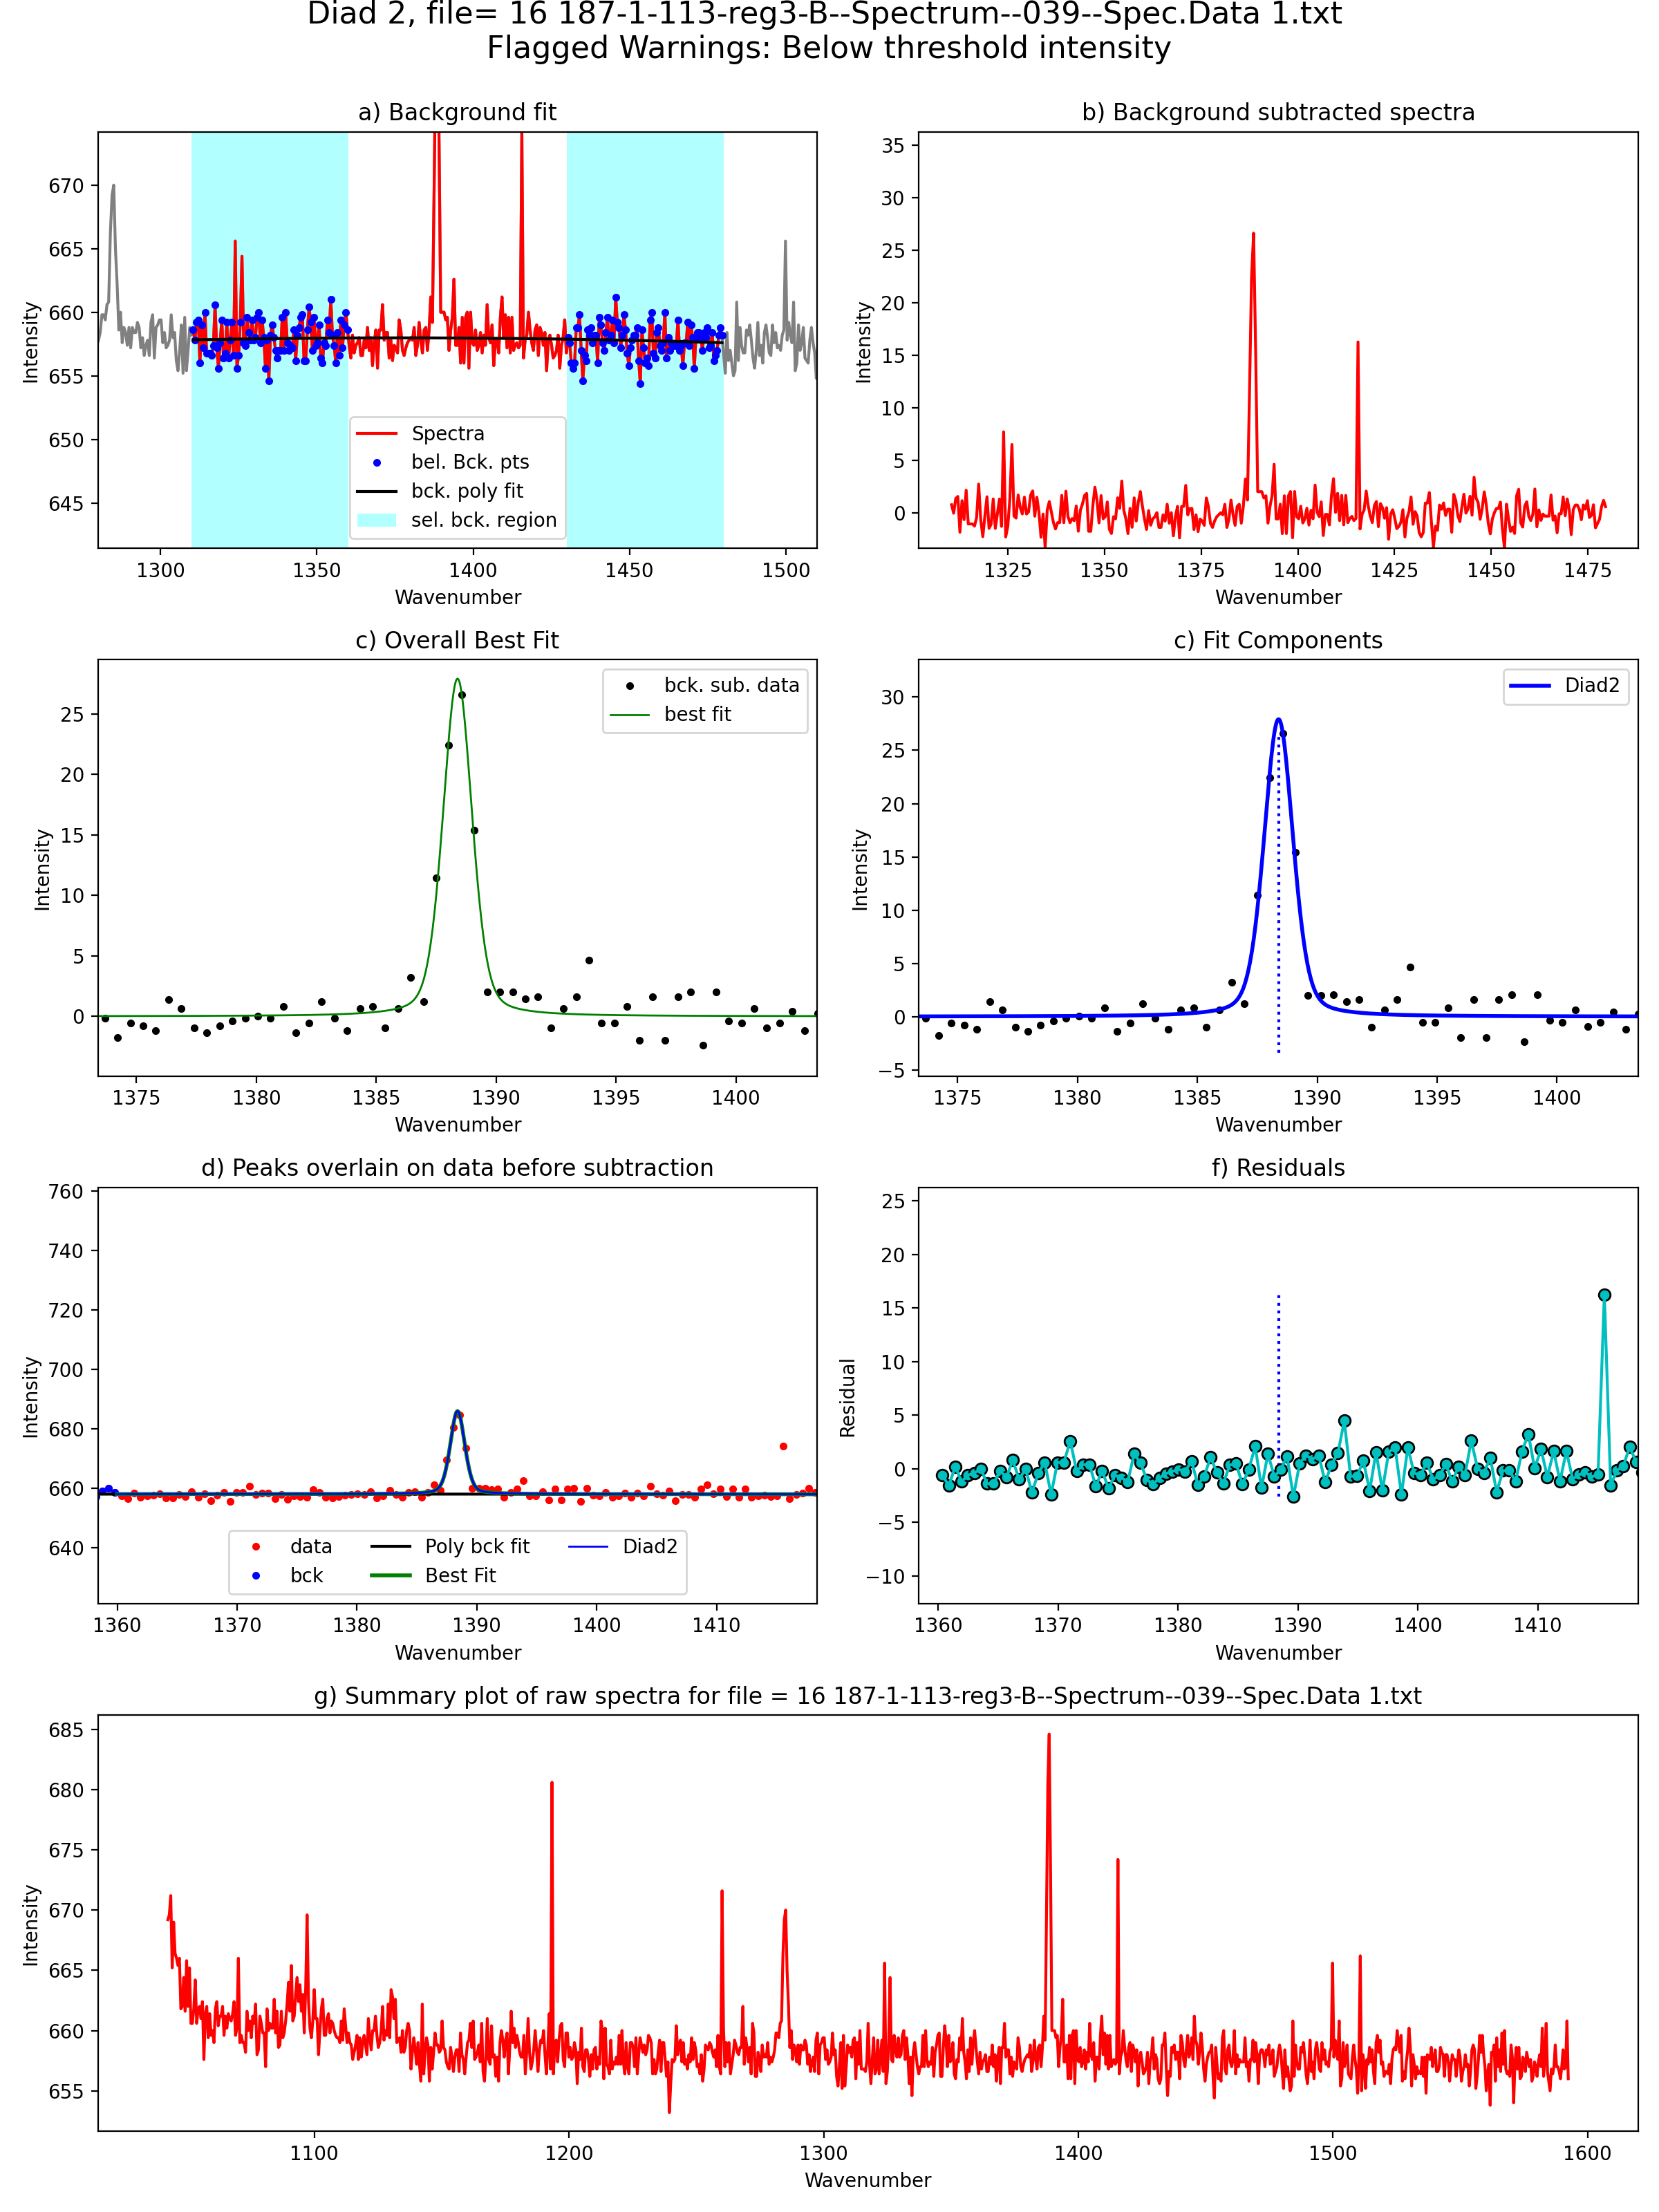 Diad 2, file= 16 187-1-113-reg3-B--Spectrum--039--Spec.Data 1.txt
Flagged Warnings: Below threshold intensity
a) Background fit
670
665
660
655
650
645
Intensity
Spectra
bel. Bck. pts
bck. poly fit
sel. bck. region
1300 1350 1400 1450 1500
Wavenumber
b) Background subtracted spectra
35
30
25
20
15
10
5
0
Intensity
1325 1350 1375 1400 1425 1450 1475
Wavenumber
c) Overall Best Fit
25
20
15
10
5
0
Intensity
bck. sub. data
best fit
1375 1380 1385 1390 1395 1400
Wavenumber
c) Fit Components
30
25
20
15
10
5
0
−5
Intensity
Diad2
1375 1380 1385 1390 1395 1400
Wavenumber
d) Peaks overlain on data before subtraction
760
740
720
700
680
660
640
Intensity
data Poly bck fit Diad2
bck Best Fit
1360 1370 1380 1390 1400 1410
Wavenumber
f) Residuals
25
20
15
10
5
0
−5
−10
Residual
1360 1370 1380 1390 1400 1410
Wavenumber
g) Summary plot of raw spectra for file = 16 187-1-113-reg3-B--Spectrum--039--Spec.Data 1.txt
685
680
675
670
665
660
655
Intensity
1100 1200 1300 1400 1500 1600
Wavenumber